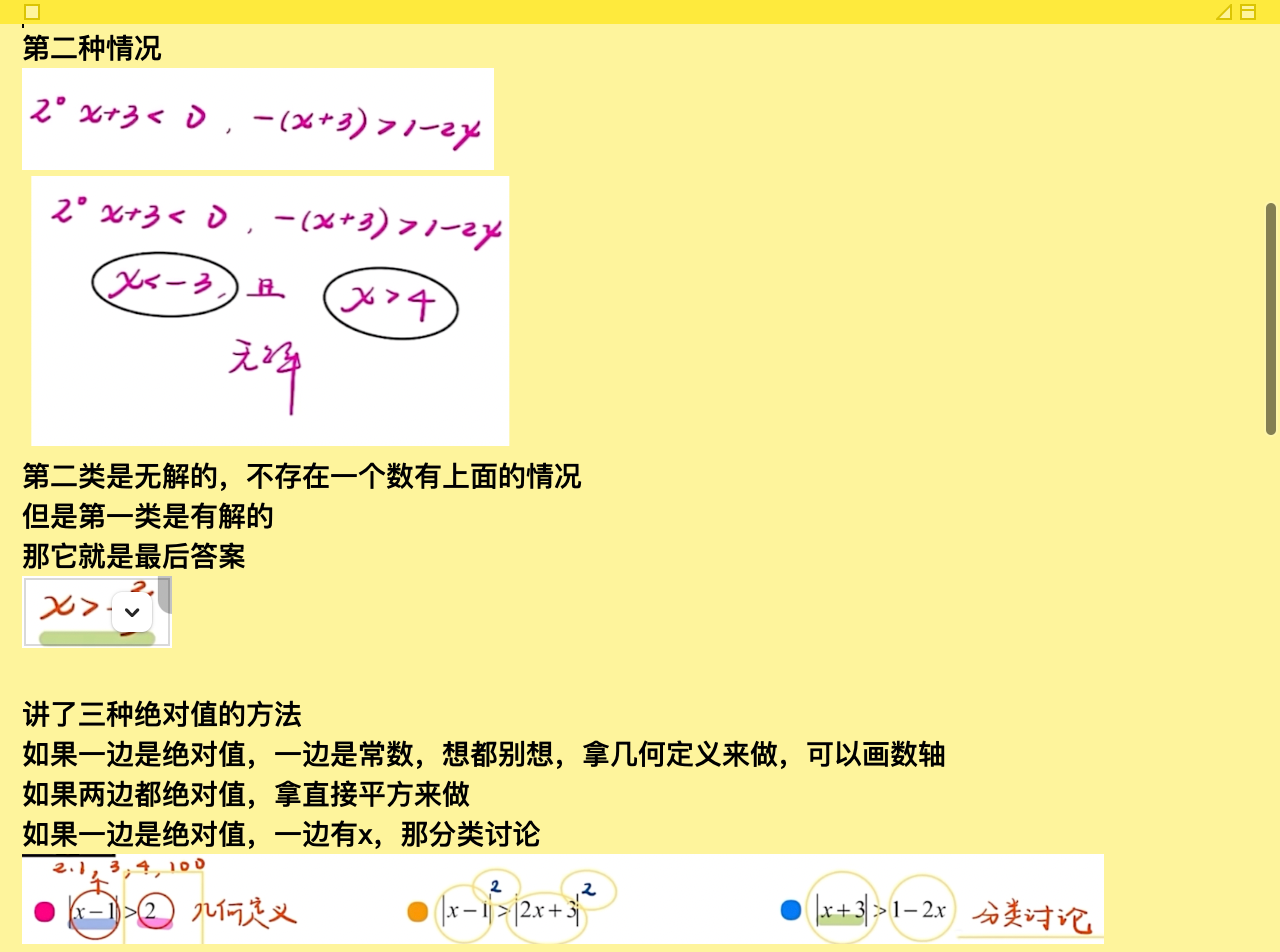 第二种情况
2° x+3 < 0 , -(x+3) > 1-2x
2° x+3 < 0 , -(x+3) > 1-2x
x < -3, 且 x > 4
无解
第二类是无解的，不存在一个数有上面的情况
但是第一类是有解的
那它就是最后答案
x > -
讲了三种绝对值的方法
如果一边是绝对值，一边是常数，想都别想，拿几何定义来做，可以画数轴
如果两边都绝对值，拿直接平方来做
如果一边是绝对值，一边有x，那分类讨论
2.1, 3, 4, 100
|x-1| > 2 几何定义 |x-1|² > |2x+3|² |x+3| > 1-2x 分类讨论